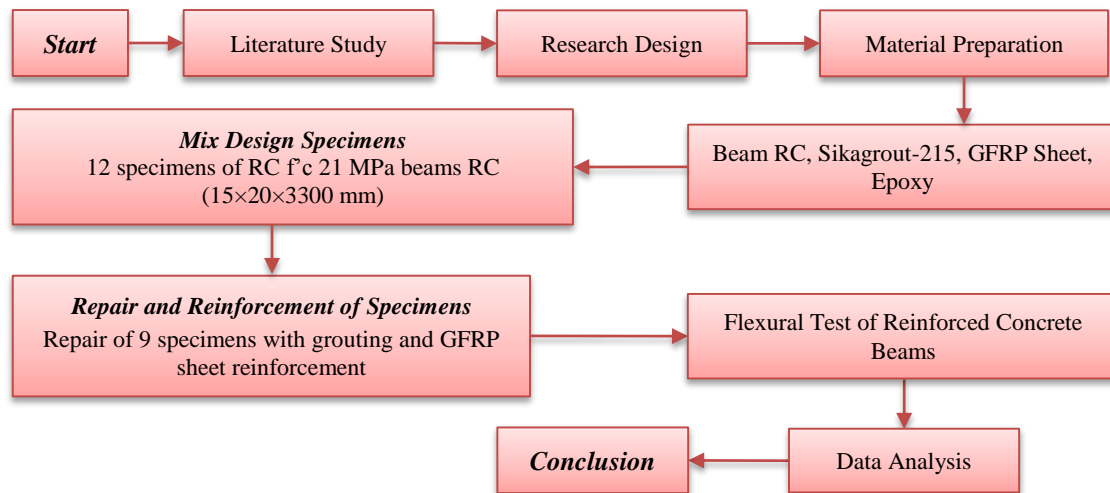 Start
Literature Study
Research Design
Material Preparation
Beam RC, Sikagrout-215, GFRP Sheet,
Epoxy
Mix Design Specimens
12 specimens of RC f’c 21 MPa beams RC
(15×20×3300 mm)
Repair and Reinforcement of Specimens
Repair of 9 specimens with grouting and GFRP
sheet reinforcement
Flexural Test of Reinforced Concrete
Beams
Data Analysis
Conclusion